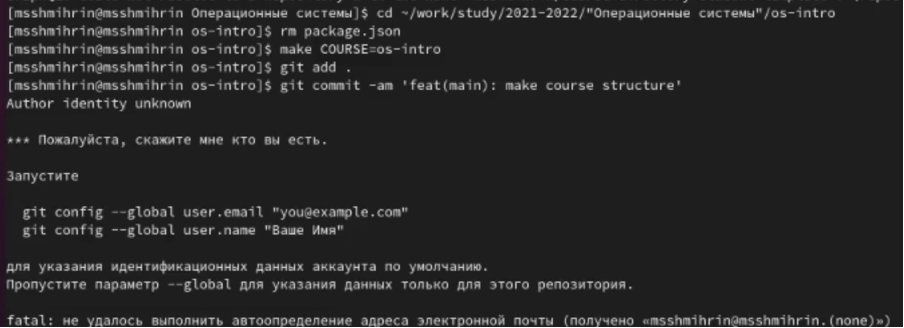 [msshmihrin@msshmihrin Операционные системы]$ cd ~/work/study/2021-2022/"Операционные системы"/os-intro
[msshmihrin@msshmihrin os-intro]$ rm package.json
[msshmihrin@msshmihrin os-intro]$ make COURSE=os-intro
[msshmihrin@msshmihrin os-intro]$ git add .
[msshmihrin@msshmihrin os-intro]$ git commit -am 'feat(main): make course structure'
Author identity unknown
*** Пожалуйста, скажите мне кто вы есть.
Запустите
git config --global user.email "you@example.com"
git config --global user.name "Ваше Имя"
для указания идентификационных данных аккаунта по умолчанию.
Пропустите параметр --global для указания данных только для этого репозитория.
fatal: не удалось выполнить автоопределение адреса электронной почты (получено «msshmihrin@msshmihrin.(none)»)